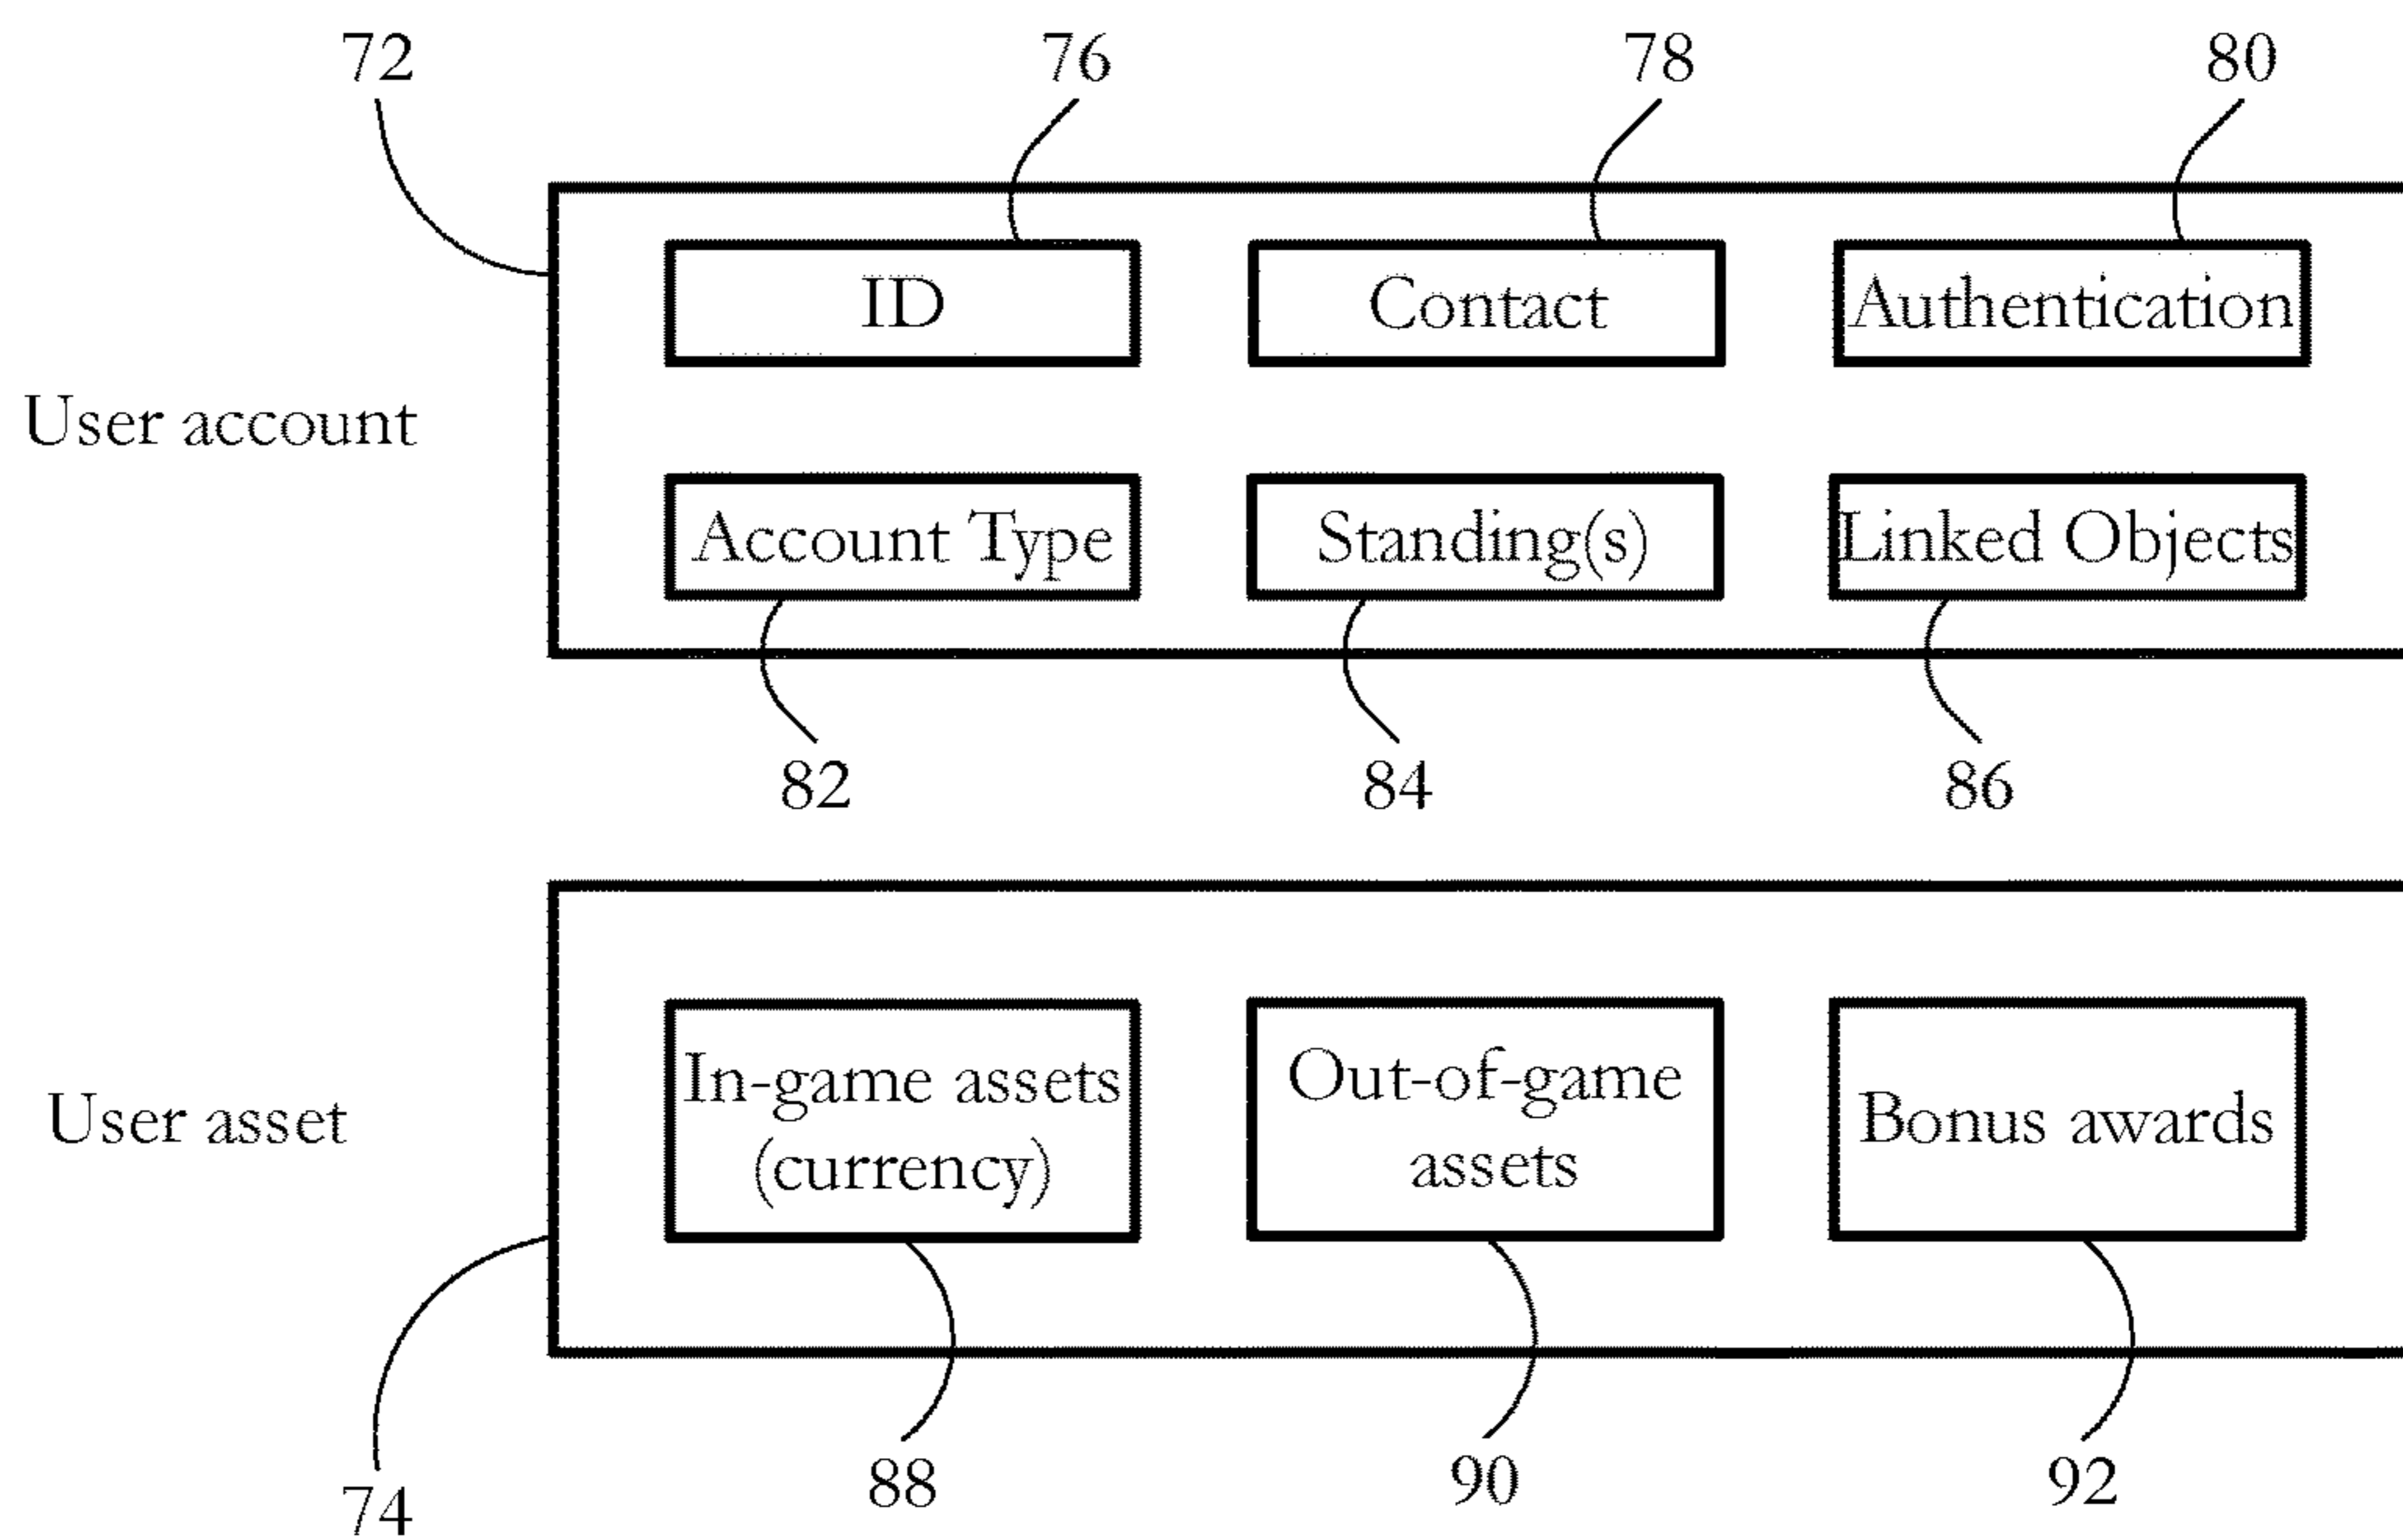 72
76
78
80
ID
Contact
Authentication
User account
Account Type
Standing(s)
Linked Objects
82
84
86
In-game assets
(currency)
Out-of-game
assets
Bonus awards
User asset
88
90
92
74